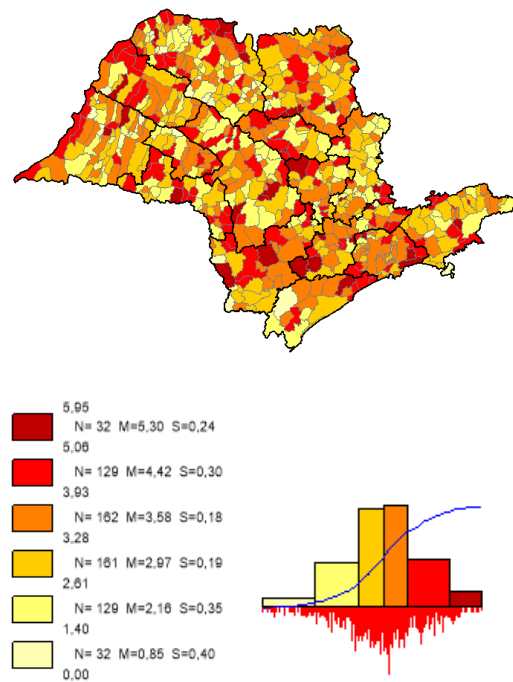 5,95
N= 32 M=5,30 S=0,24
5,06
N= 129 M=4,42 S=0,30
3,93
N= 162 M=3,58 S=0,18
3,28
N= 161 M=2,97 S=0,19
2,61
N= 129 M=2,16 S=0,35
1,40
N= 32 M=0,85 S=0,40
0,00